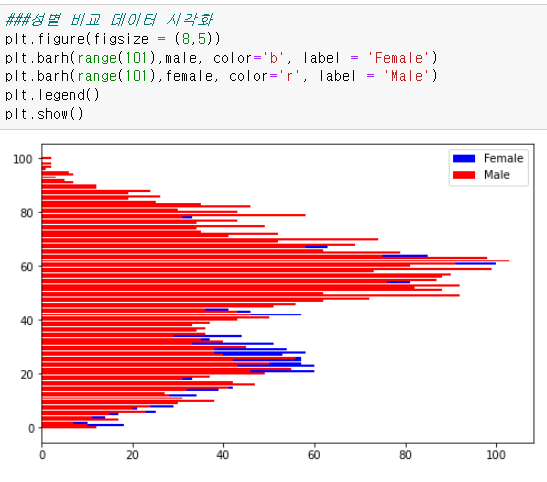 ###성별 비교 데이터 시각화
plt.figure(figsize = (8,5))
plt.barh(range(101),male, color='b', label = 'Female')
plt.barh(range(101),female, color='r', label = 'Male')
plt.legend()
plt.show()
Female
Male
100
80
60
40
20
0
0 20 40 60 80 100